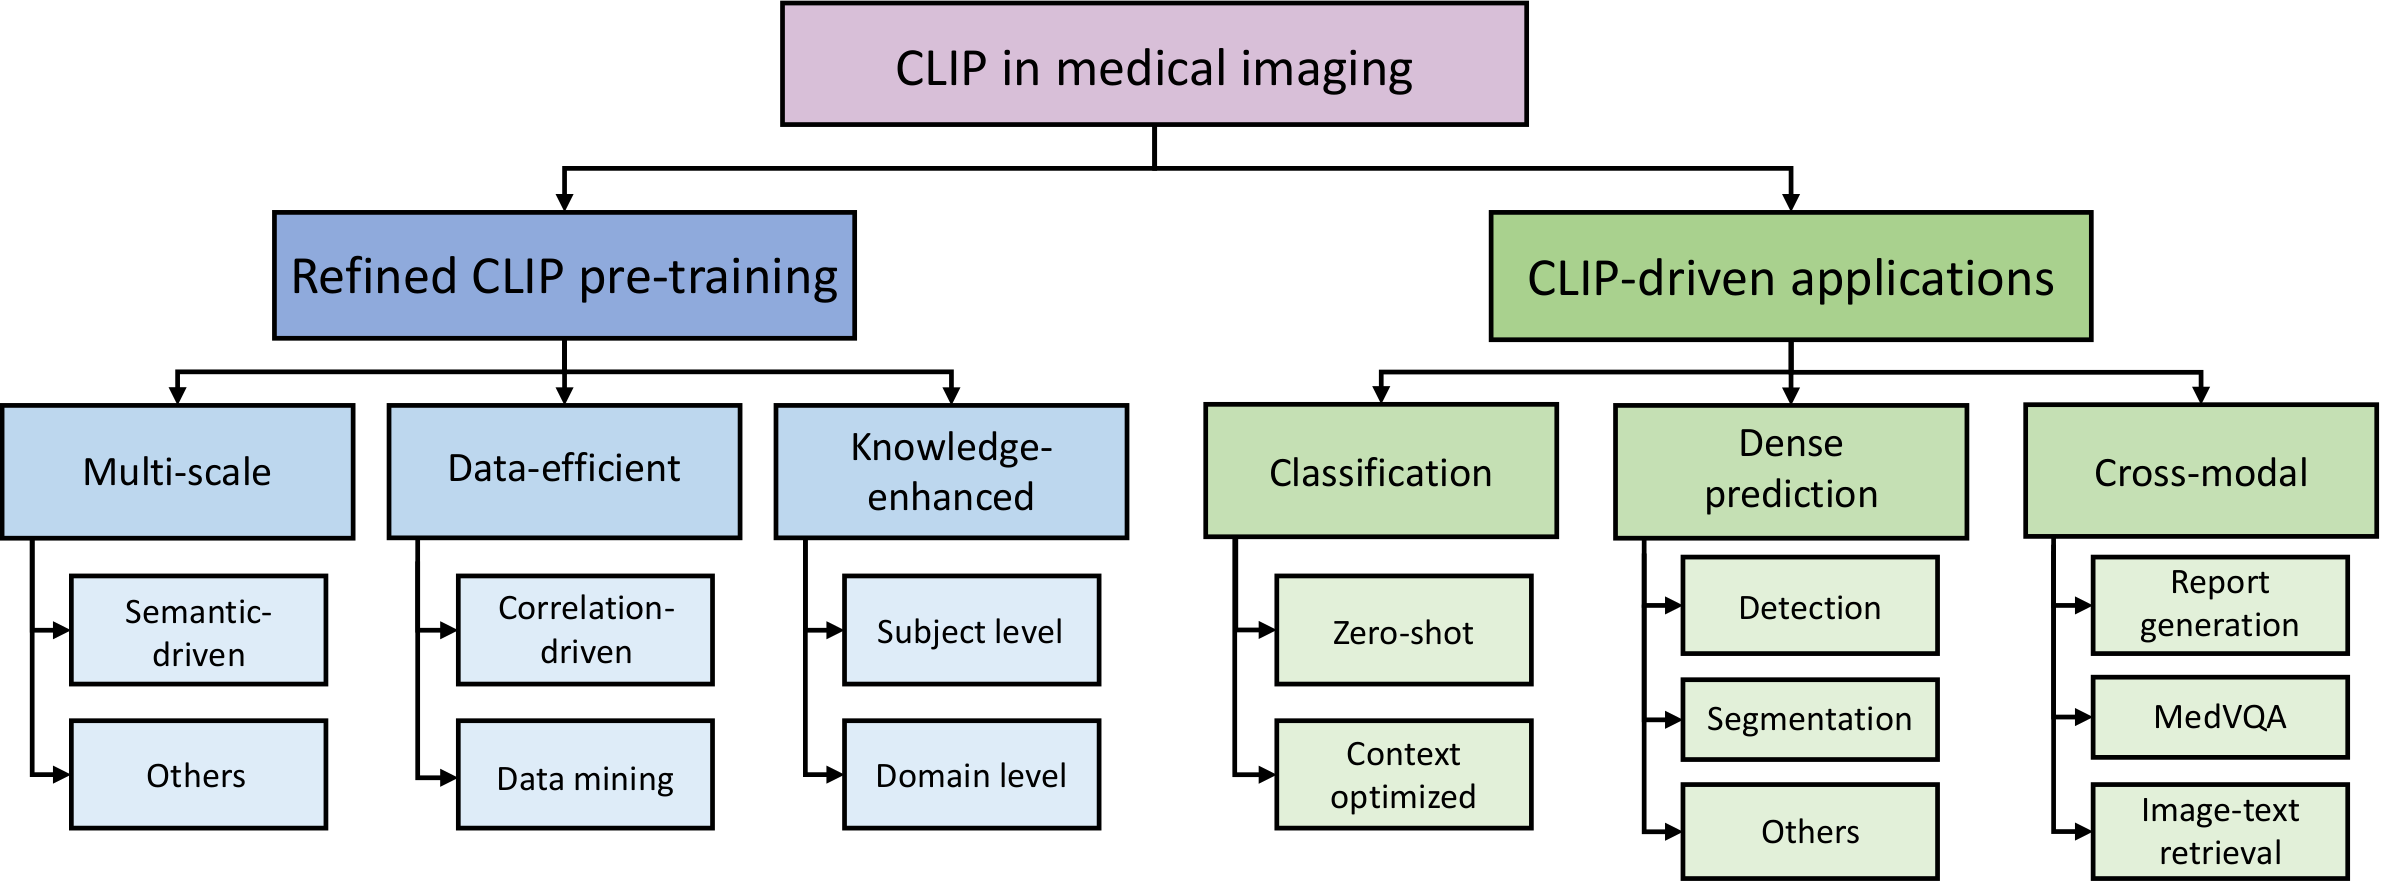 CLIP in medical imaging
Refined CLIP pre-training
CLIP-driven applications
Multi-scale
Data-efficient
Knowledge-
enhanced
Classification
Dense
prediction
Cross-modal
Semantic-
driven
Others
Correlation-
driven
Data mining
Subject level
Domain level
Zero-shot
Context
optimized
Detection
Segmentation
Others
Report
generation
MedVQA
Image-text
retrieval